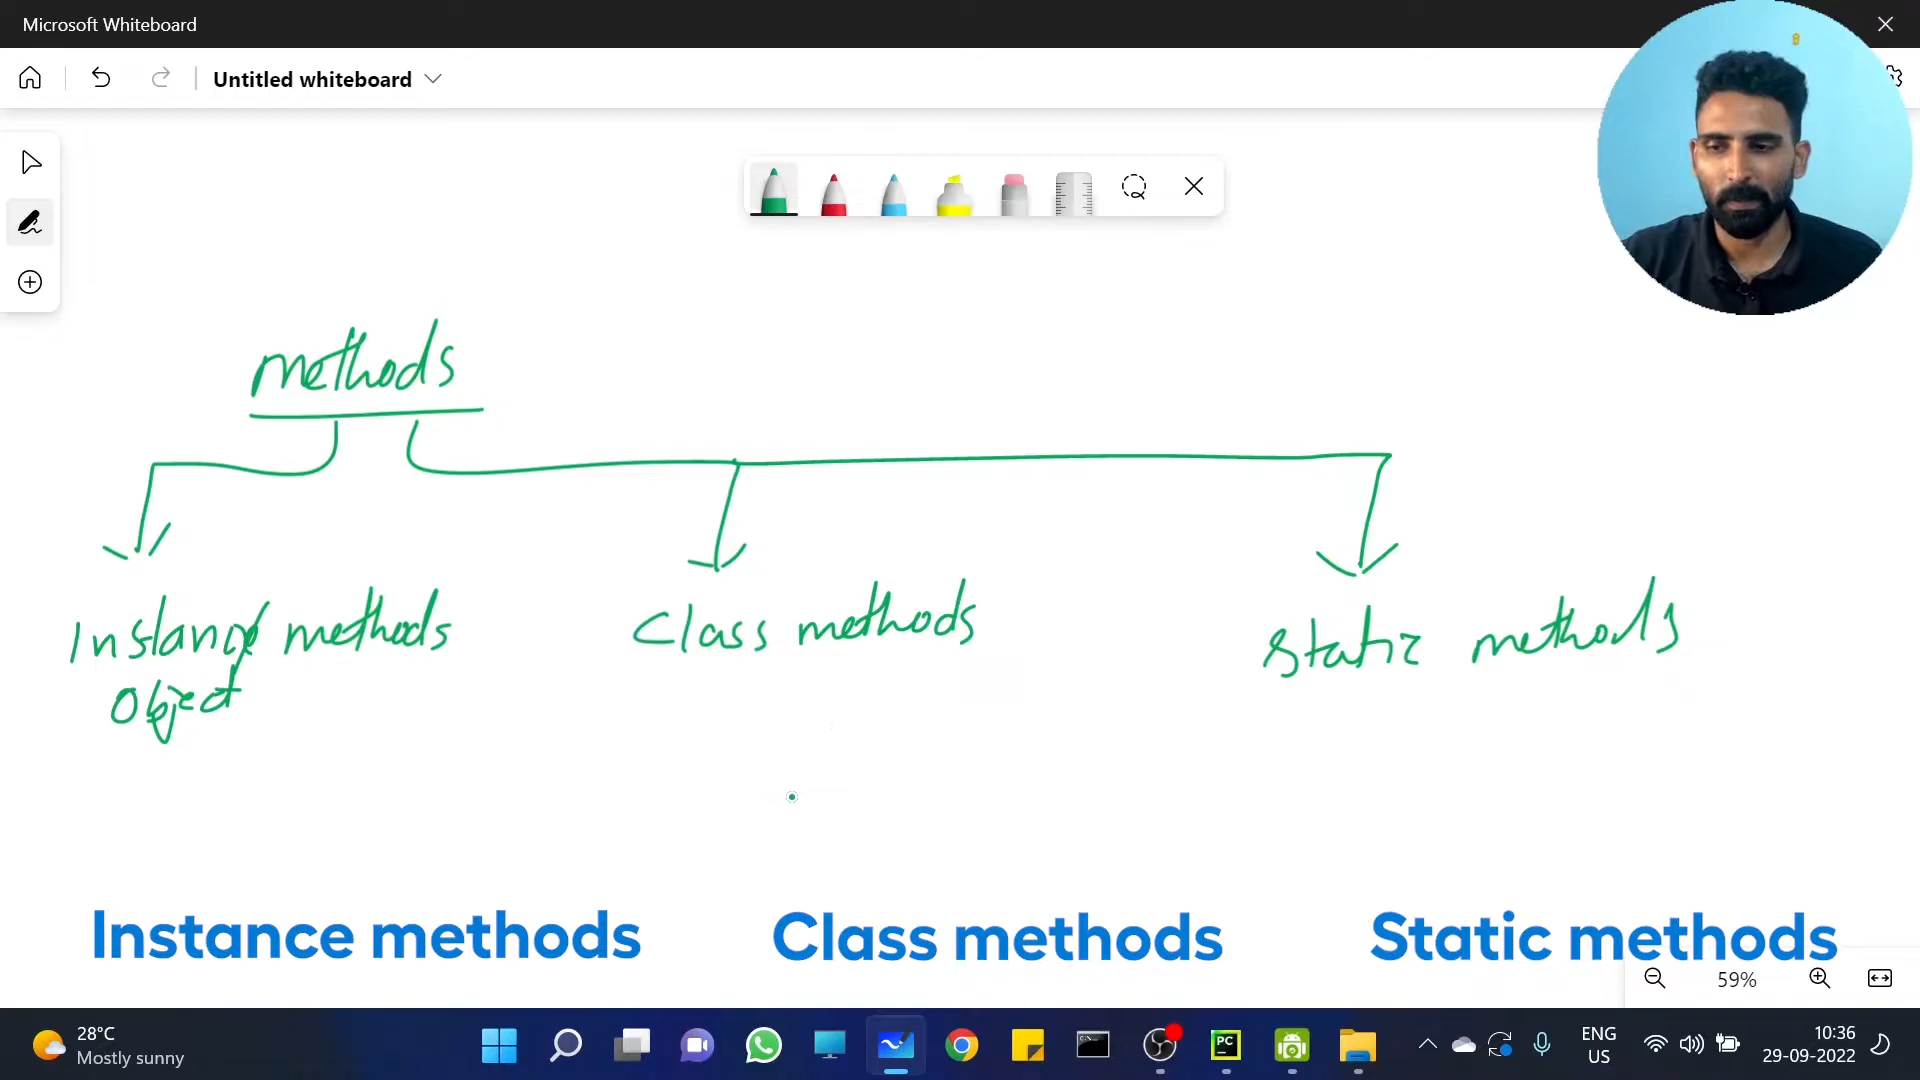 Microsoft Whiteboard
Untitled whiteboard
methods
Instance/ methods
Object
Class methods
Static methods
Instance methods
Class methods
Static methods
59%
28°C
Mostly sunny
PC
ENG
US
10:36
29-09-2022